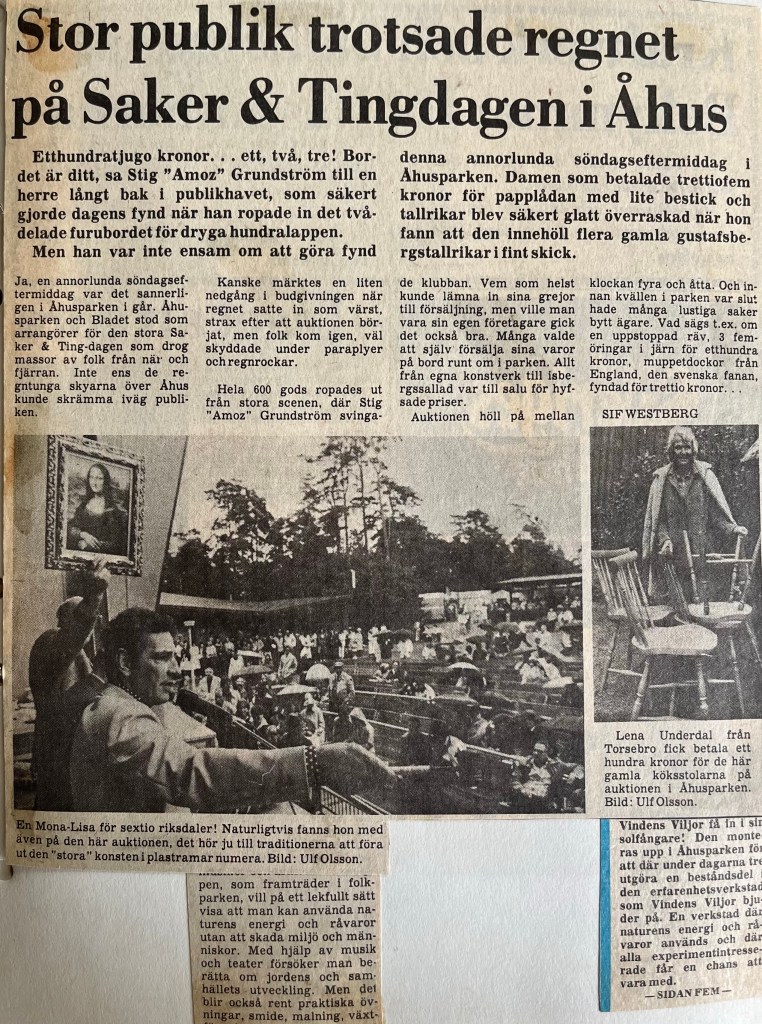 Stor publik trotsade regnet
på Saker & Tingdagen i Åhus
Etthundratjugo kronor. . . ett, två, tre! Bor-
det är ditt, sa Stig "Amoz" Grundström till en
herre långt bak i publikhavet, som säkert
gjorde dagens fynd när han ropade in det två-
delade furubordet för dryga hundralappen.
Men han var inte ensam om att göra fynd
denna annorlunda söndagseftermiddag i
Åhusparken. Damen som betalade trettiofem
kronor för papplådan med lite bestick och
tallrikar blev säkert glatt överraskad när hon
fann att den innehöll flera gamla gustafsbe-
rgstallrikar i fint skick.
Ja, en annorlunda söndagsef-
termiddag var det sannerli-
gen i Åhusparken i går. Åhu-
sparken och Bladet stod som
arrangörer för den stora Sa-
ker & Ting-dagen som drog
massor av folk från när och
fjärran. Inte ens de re-
gntunga skyarna över Åhus
kunde skrämma iväg publi-
ken.
Kanske märktes en liten
nedgång i budgivningen när
regnet satte in som värst,
strax efter att auktionen bör-
jat, men folk kom igen, väl
skyddade under paraplyer
och regnrockar.
Hela 600 gods ropades ut
från stora scenen, där Stig
"Amoz" Grundström svinga-
de klubban. Vem som helst
kunde lämna in sina grejor
till försäljning, men ville man
vara sin egen företagare gick
det också bra. Många valde
att själv försälja sina varor
på bord runt om i parken. Allt
från egna konstverk till isbe-
rgssallad var till salu för hyf-
sade priser.
Auktionen höll på mellan
klockan fyra och åtta. Och in-
nan kvällen i parken var slut
hade många lustiga saker
bytt ägare. Vad sägs t.ex. om
en uppstoppad räv, 3 fem-
öringar i järn för etthundra
kronor, muppetdockor från
England, den svenska fanan,
fyndad för trettio kronor. . .
SIF WESTBERG
En Mona-Lisa för sextio riksdaler! Naturligtvis fanns hon med
även på den här auktionen, det hör ju till traditionerna att föra
ut den "stora" konsten i plastramar numera. Bild: Ulf Olsson.
Lena Underdal från
Torsebro fick betala ett
hundra kronor för de här
gamla köksstolarna på
auktionen i Åhusparken.
Bild: Ulf Olsson.
pen, som framträder i folk-
parken, vill på ett lekfullt sätt
visa att man kan använda na-
turens energi och råvaror
utan att skada miljö och män-
niskor. Med hjälp av musik
och teater försöker man be-
rätta om jordens och sam-
hällets utveckling. Men det
blir också rent praktiska öv-
ningar, smide, malning, växt-
Vindens Viljor få in i sin
solfångare! Den monte-
ras upp i Åhusparken för
att där under dagarna tre
utgöra en beståndsdel i
den erfarenhetsverkstad
som Vindens Viljor bju-
der på. En verkstad där
naturens energi och rå-
varor används och där
alla experimentintresse-
rade får en chans att
vara med.
— SIDAN FEM —